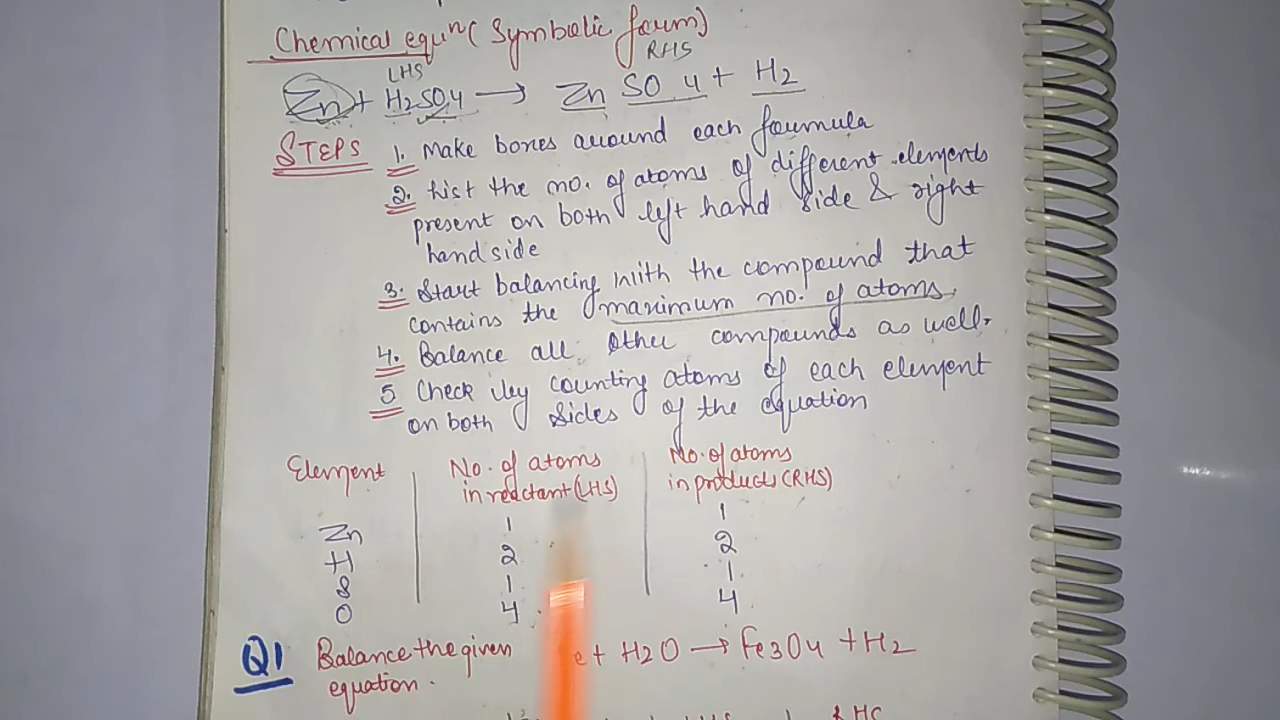 Chemical equⁿ (Symbolic form)
LHS RHS
Zn + H2SO4 → ZnSO4 + H2
STEPS 1. Make boxes around each formula
2. List the no. of atoms of different elements
present on both left hand side & right
hand side
3. Start balancing with the compound that
contains the maximum no. of atoms.
4. Balance all other compounds as well.
5 Check by counting atoms of each element
on both sides of the equation
Element No. of atoms in reactant (LHS) No. of atoms in products (RHS)
Zn 1 1
H 2 2
S 1 1
O 4 4
Q1 Balance the given e + H2O → Fe3O4 + H2
equation.